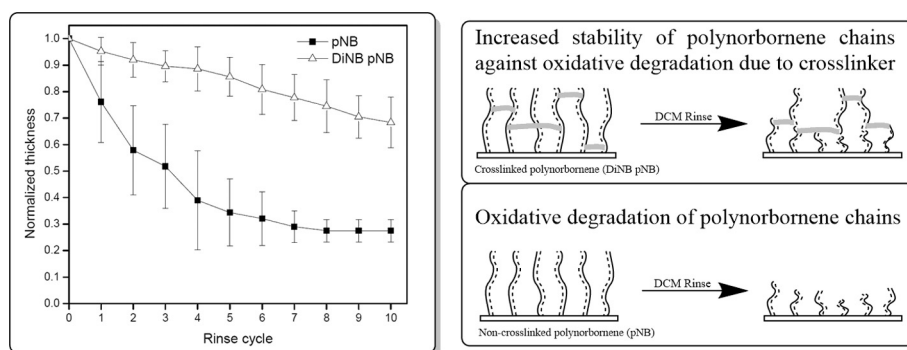 1.0
0.9
0.8
0.7
0.6
0.5
0.4
0.3
0.2
0.1
0.0
Normalized thickness
0 1 2 3 4 5 6 7 8 9 10
Rinse cycle
pNB
DiNB pNB
Increased stability of polynorbornene chains
against oxidative degradation due to crosslinker
DCM Rinse
Crosslinked polynorbornene (DiNB pNB)
Oxidative degradation of polynorbornene chains
DCM Rinse
Non-crosslinked polynorbornene (pNB)